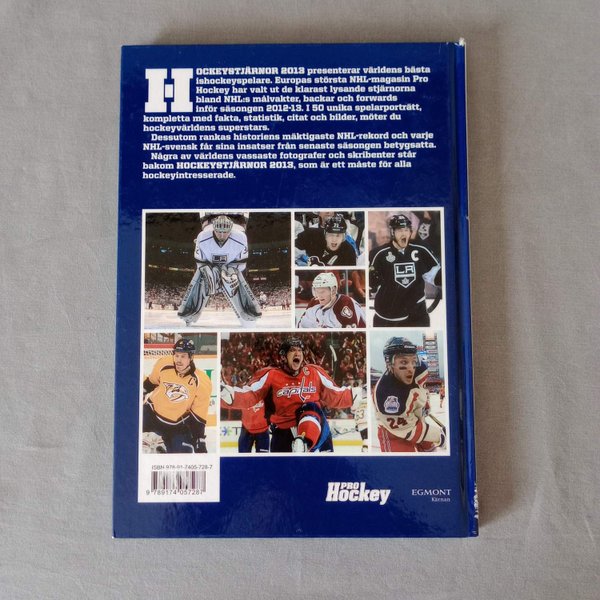 HOCKEYSTJÄRNOR 2013 presenterar världens bästa
ishockeyspelare. Europas största NHL-magasin Pro
Hockey har valt ut de klarast lysande stjärnorna
bland NHL:s målvakter, backar och forwards
inför säsongen 2012-13. I 50 unika spelarporträtt,
kompletta med fakta, statistik, citat och bilder, möter du
hockeyvärldens superstars.
Dessutom rankas historiens mäktigaste NHL-rekord och varje
NHL-svensk får sina insatser från senaste säsongen betygsatta.
Några av världens vassaste fotografer och skribenter står
bakom HOCKEYSTJÄRNOR 2013, som är ett måste för alla
hockeyintresserade.
LA
C
capitals
24
ISBN 978-91-7405-728-7
9 789174 057287
PRO
Hockey
EGMONT
Kärnan